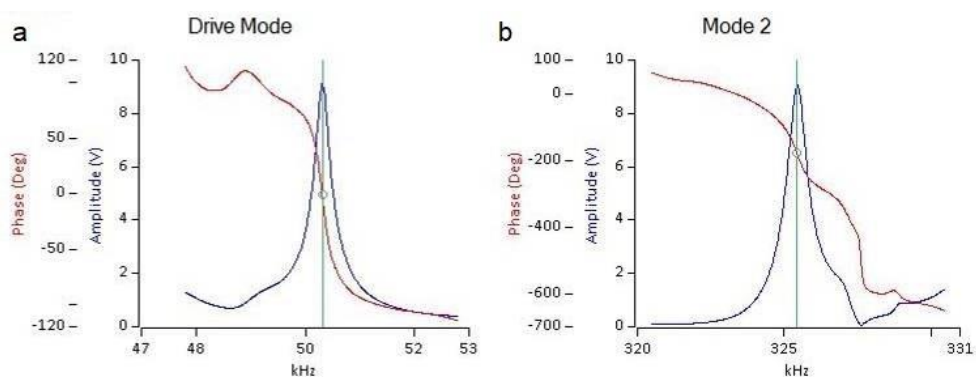 a
Drive Mode
Phase (Deg)
120
50
0
-50
-120
Amplitude (V)
10
8
6
4
2
0
47 48 50 52 53
kHz
b
Mode 2
Phase (Deg)
100
0
-200
-300
-400
-600
-700
Amplitude (V)
10
8
6
4
2
0
320 325 331
kHz